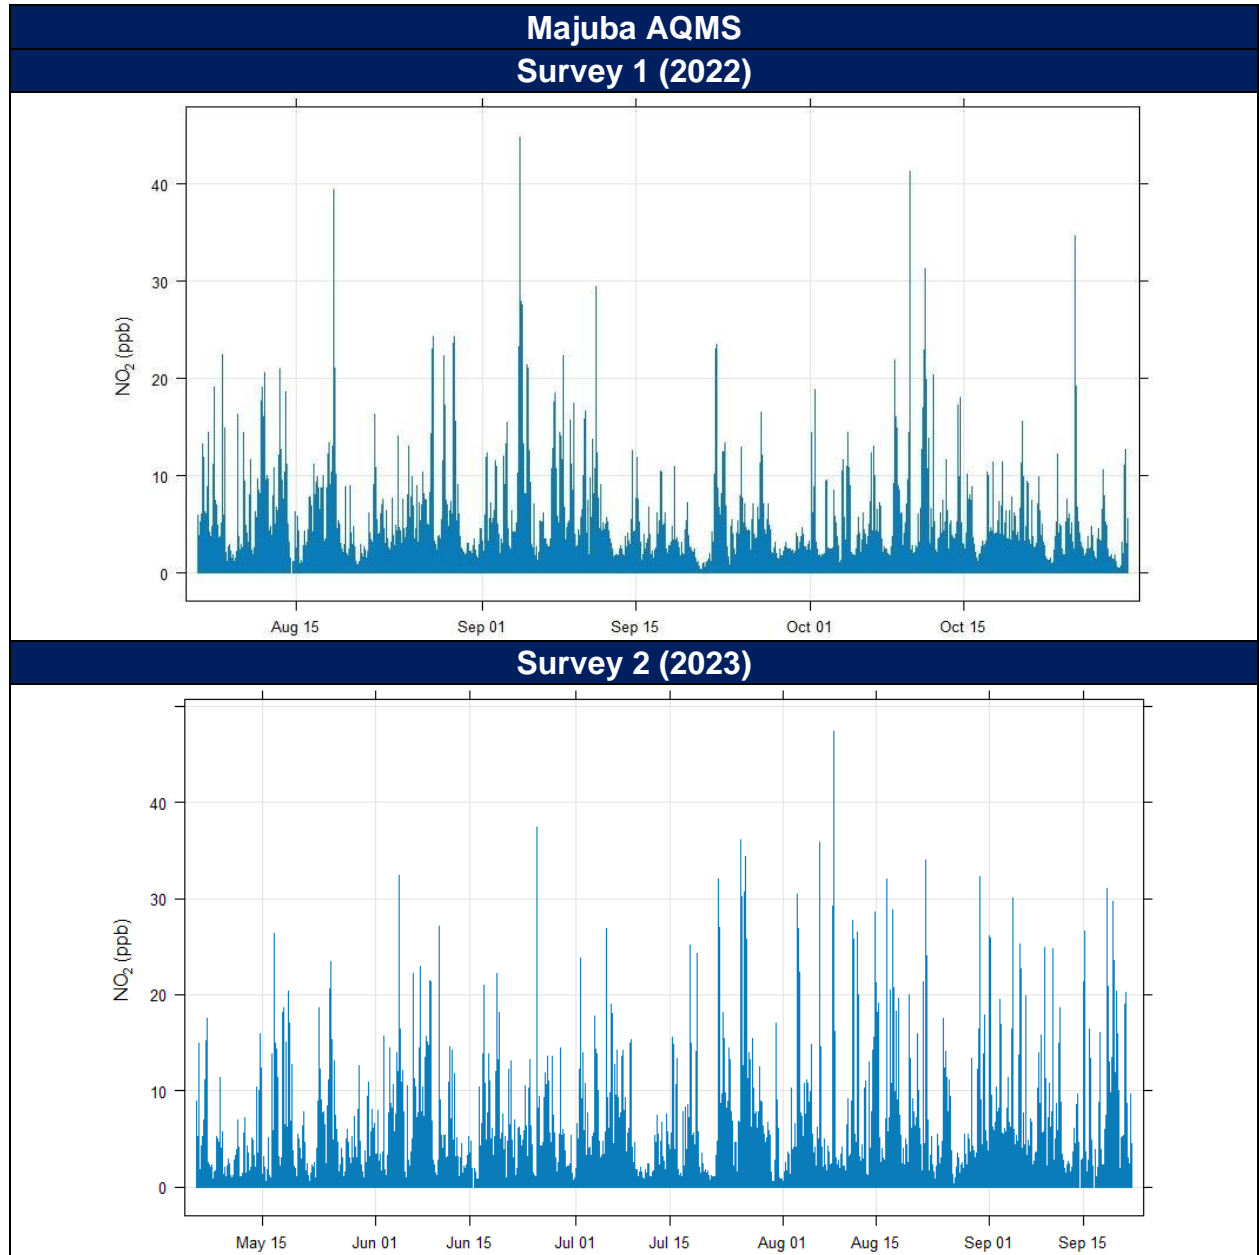 Majuba AQMS
Survey 1 (2022)
NO₂ (ppb)
40
30
20
10
0
Aug 15 Sep 01 Sep 15 Oct 01 Oct 15
Survey 2 (2023)
NO₂ (ppb)
40
30
20
10
0
May 15 Jun 01 Jun 15 Jul 01 Jul 15 Aug 01 Aug 15 Sep 01 Sep 15